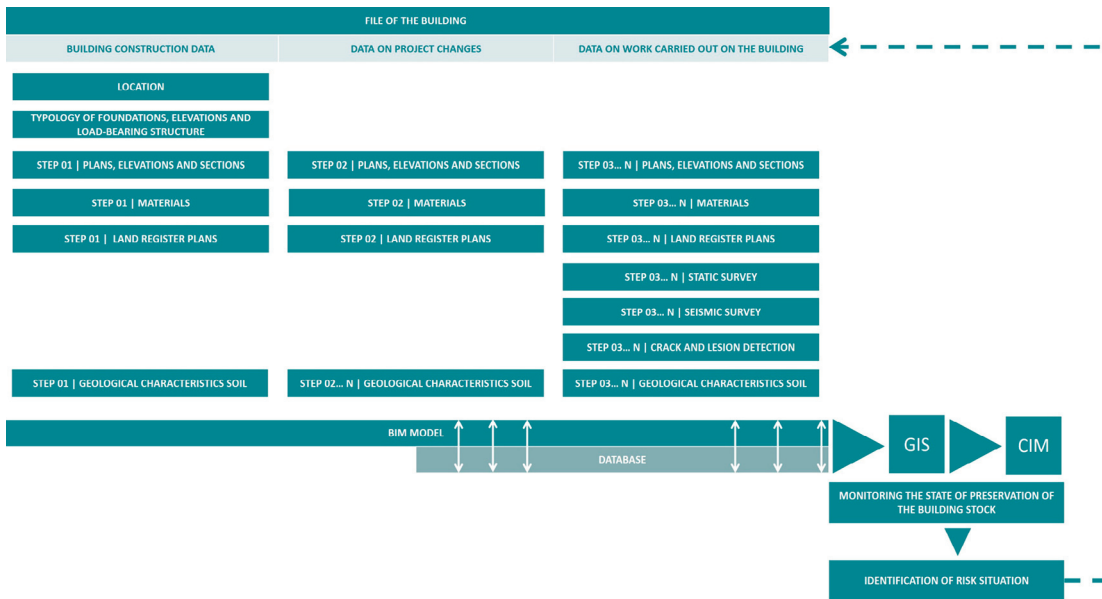 FILE OF THE BUILDING
BUILDING CONSTRUCTION DATA
DATA ON PROJECT CHANGES
DATA ON WORK CARRIED OUT ON THE BUILDING
LOCATION
TYPOLOGY OF FOUNDATIONS, ELEVATIONS AND
LOAD-BEARING STRUCTURE
STEP 01 | PLANS, ELEVATIONS AND SECTIONS
STEP 02 | PLANS, ELEVATIONS AND SECTIONS
STEP 03... N | PLANS, ELEVATIONS AND SECTIONS
STEP 01 | MATERIALS
STEP 02 | MATERIALS
STEP 03... N | MATERIALS
STEP 01 | LAND REGISTER PLANS
STEP 02 | LAND REGISTER PLANS
STEP 03... N | LAND REGISTER PLANS
STEP 03... N | STATIC SURVEY
STEP 03... N | SEISMIC SURVEY
STEP 03... N | CRACK AND LESION DETECTION
STEP 01 | GEOLOGICAL CHARACTERISTICS SOIL
STEP 02... N | GEOLOGICAL CHARACTERISTICS SOIL
STEP 03... N | GEOLOGICAL CHARACTERISTICS SOIL
BIM MODEL
DATABASE
GIS
CIM
MONITORING THE STATE OF PRESERVATION OF
THE BUILDING STOCK
IDENTIFICATION OF RISK SITUATION